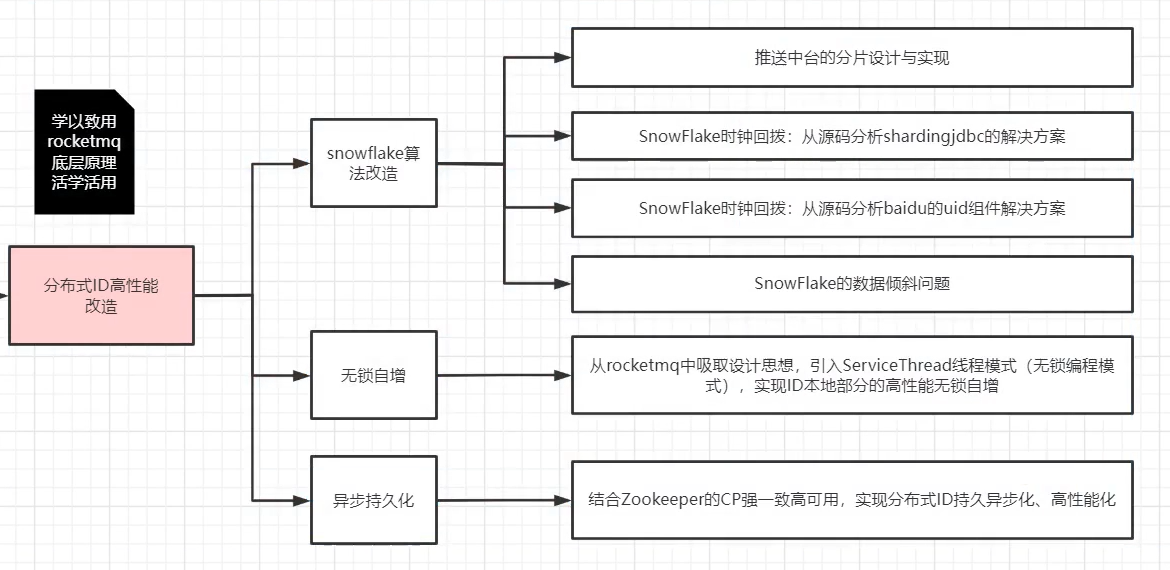 学以致用
rocketmq
底层原理
活学活用
分布式ID高性能
改造
snowflake算
法改造
推送中台的分片设计与实现
SnowFlake时钟回拨：从源码分析shardingjdbc的解决方案
SnowFlake时钟回拨：从源码分析baidu的uid组件解决方案
SnowFlake的数据倾斜问题
无锁自增
从rocketmq中吸取设计思想，引入ServiceThread线程模式（无锁编程模
式），实现ID本地部分的高性能无锁自增
异步持久化
结合Zookeeper的CP强一致高可用，实现分布式ID持久异步化、高性能化